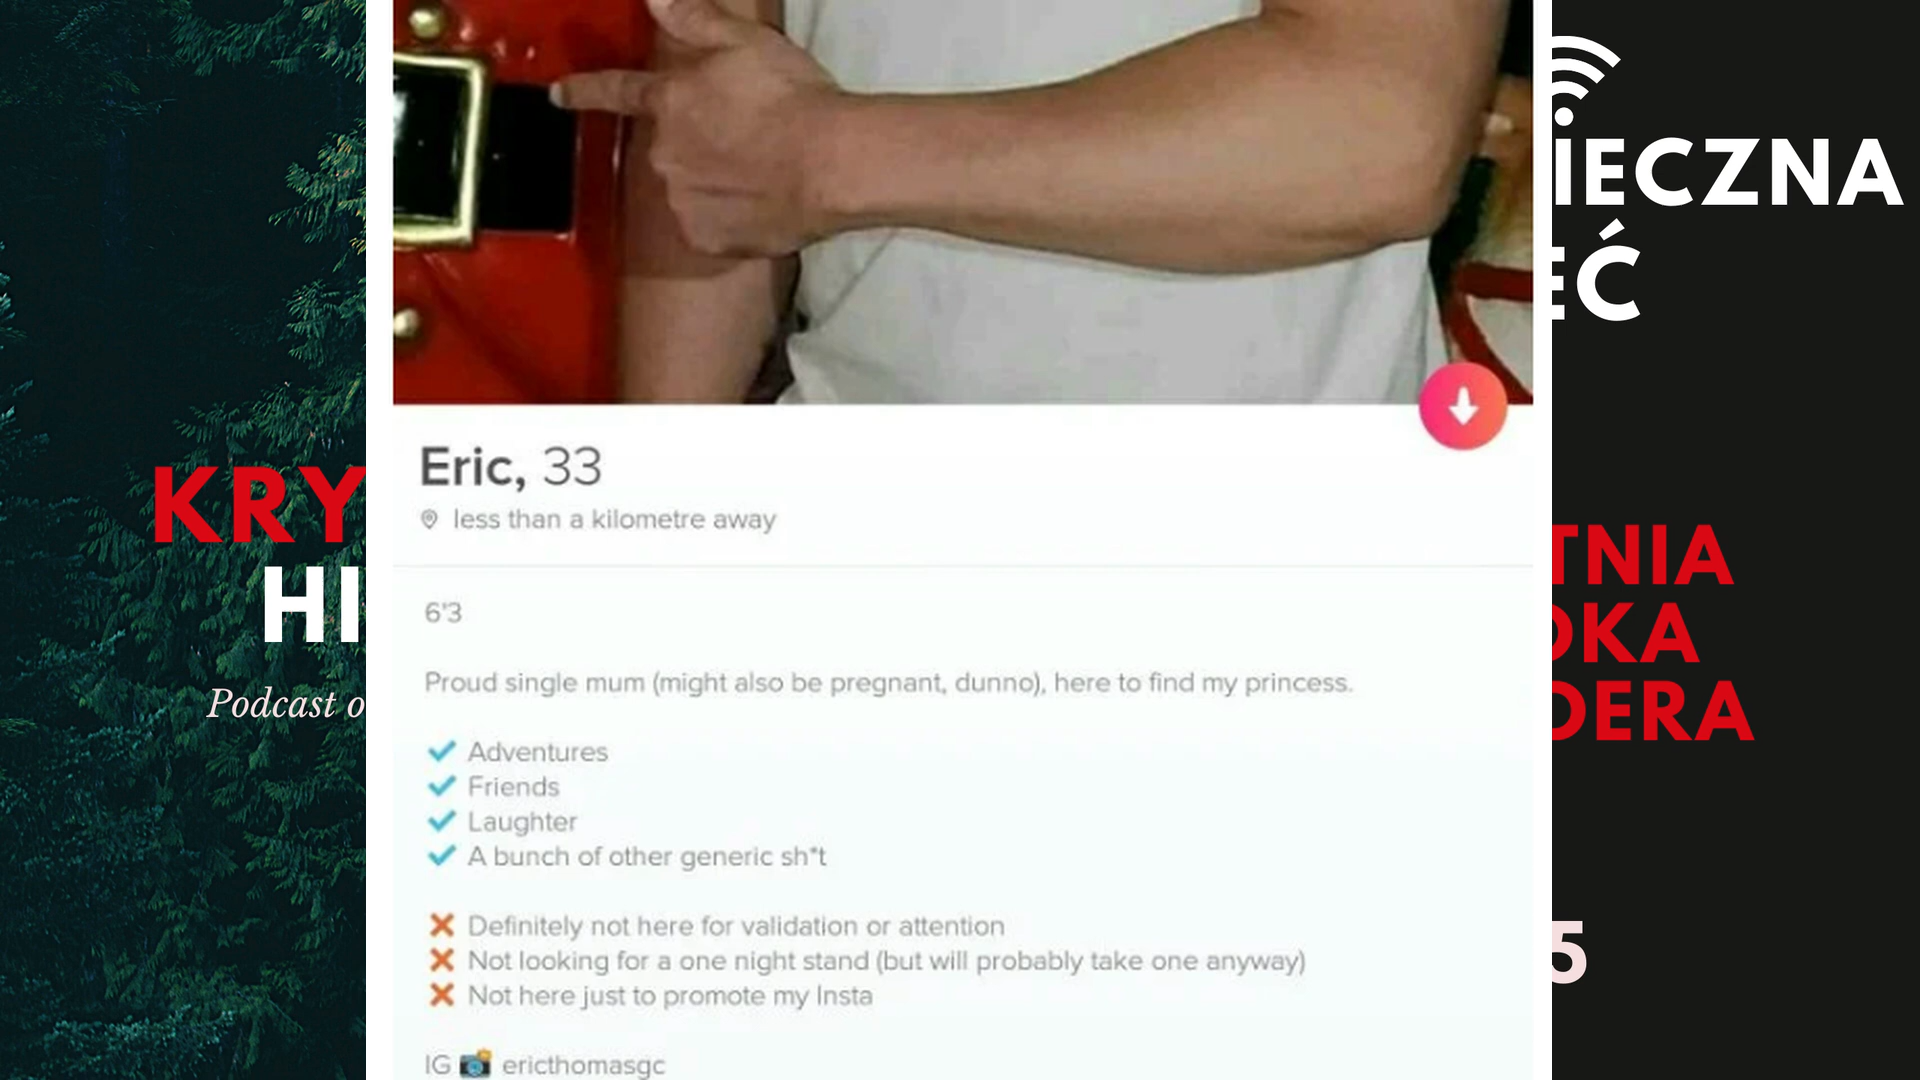 KRY
HI
Podcast o
Eric, 33
less than a kilometre away
6'3
Proud single mum (might also be pregnant, dunno), here to find my princess.
Adventures
Friends
Laughter
A bunch of other generic sh*t
Definitely not here for validation or attention
Not looking for a one night stand (but will probably take one anyway)
Not here just to promote my Insta
IG ericthomasgc
IECZNA
EĆ
TNIA
OKA
DERA
5